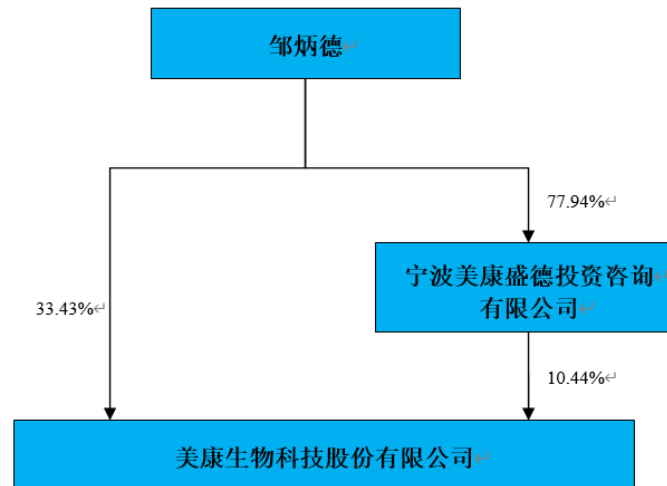 邹炳德
77.94%
宁波美康盛德投资咨询
有限公司
33.43%
10.44%
美康生物科技股份有限公司